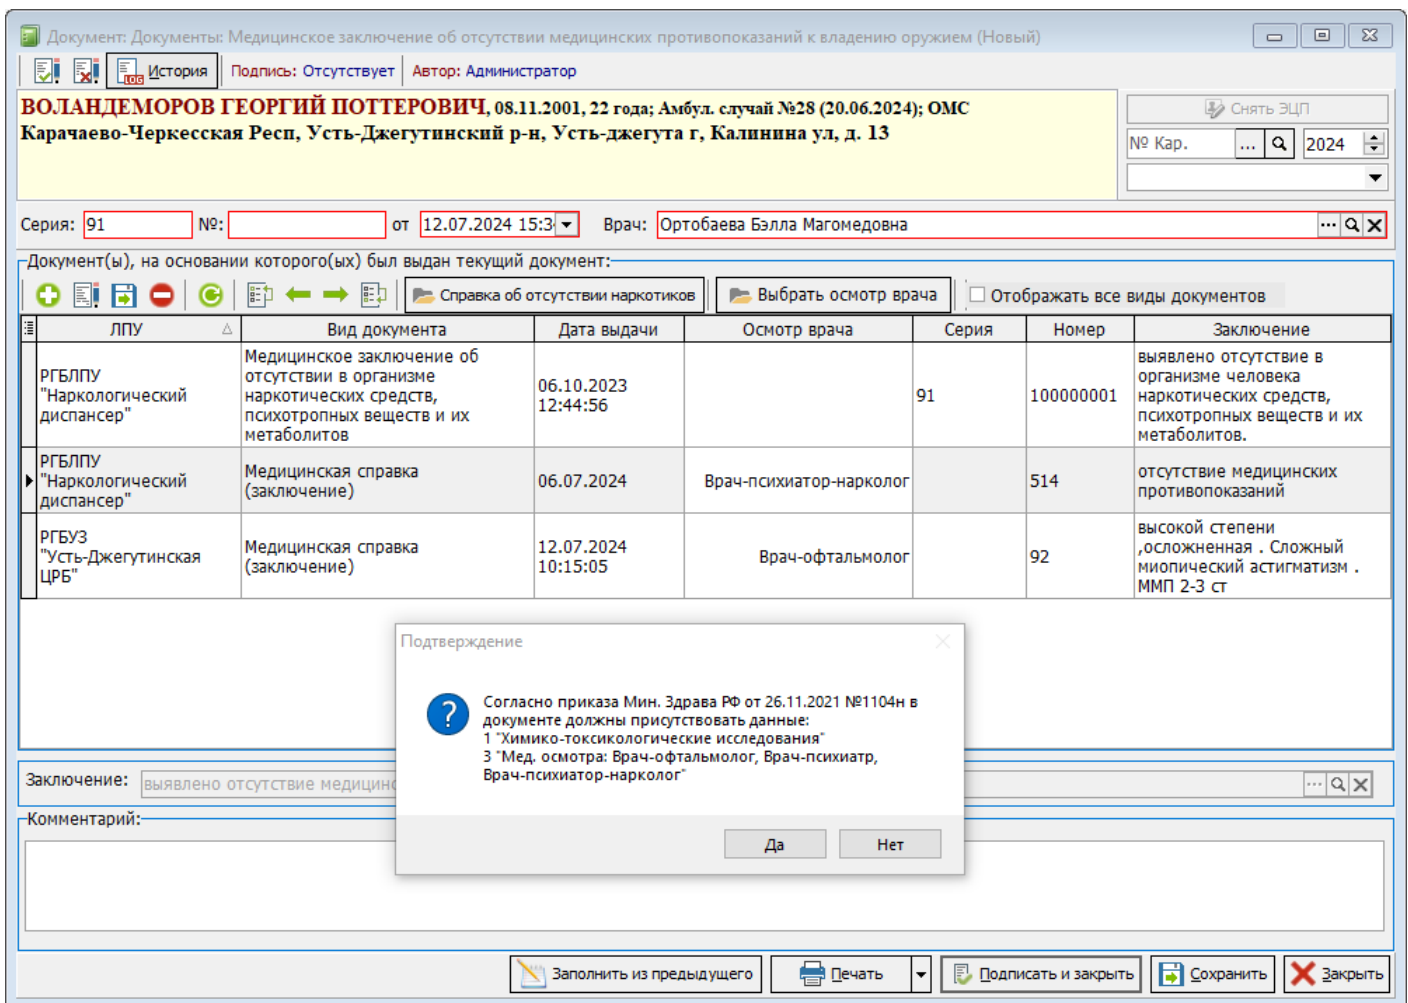 Документ: Документы: Медицинское заключение об отсутствии медицинских противопоказаний к владению оружием (Новый)
LOG История Подпись: Отсутствует Автор: Администратор
ВОЛАНДЕМОРОВ ГЕОРГИЙ ПОТТЕРОВИЧ, 08.11.2001, 22 года; Амбул. случай №28 (20.06.2024); ОМС
Карачаево-Черкесская Респ, Усть-Джегутинский р-н, Усть-джегута г, Калинина ул, д. 13
Снять ЭЦП
№ Кар. ... 2024
Серия: 91 №: от 12.07.2024 15:3 Врач: Ортобаева Бэлла Магомедовна ...
Документ(ы), на основании которого(ых) был выдан текущий документ:
Справка об отсутствии наркотиков Выбрать осмотр врача Отображать все виды документов
ЛПУ Вид документа Дата выдачи Осмотр врача Серия Номер Заключение
РГБЛПУ
"Наркологический
диспансер"
Медицинское заключение об
отсутствии в организме
наркотических средств,
психотропных веществ и их
метаболитов
06.10.2023
12:44:56
91
100000001
выявлено отсутствие в
организме человека
наркотических средств,
психотропных веществ и их
метаболитов.
РГБЛПУ
"Наркологический
диспансер"
Медицинская справка
(заключение)
06.07.2024
Врач-психиатор-нарколог
514
отсутствие медицинских
противопоказаний
РГБУЗ
"Усть-Джегутинская
ЦРБ"
Медицинская справка
(заключение)
12.07.2024
10:15:05
Врач-офтальмолог
92
высокой степени
,осложненная . Сложный
миопический астигматизм .
ММП 2-3 ст
Подтверждение
Согласно приказа Мин. Здрава РФ от 26.11.2021 №1104н в
документе должны присутствовать данные:
1 "Химико-токсикологические исследования"
3 "Мед. осмотра: Врач-офтальмолог, Врач-психиатр,
Врач-психиатор-нарколог"
Да Нет
Заключение: выявлено отсутствие медицинс ...
Комментарий:
Заполнить из предыдущего Печать Подписать и закрыть Сохранить Закрыть